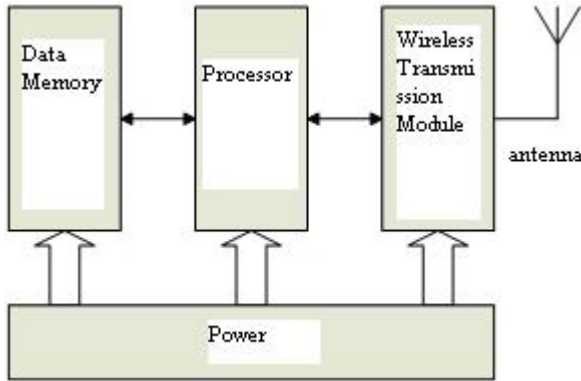 Data
Memory
Processor
Wireless
Transmi
ssion
Module
antenna
Power